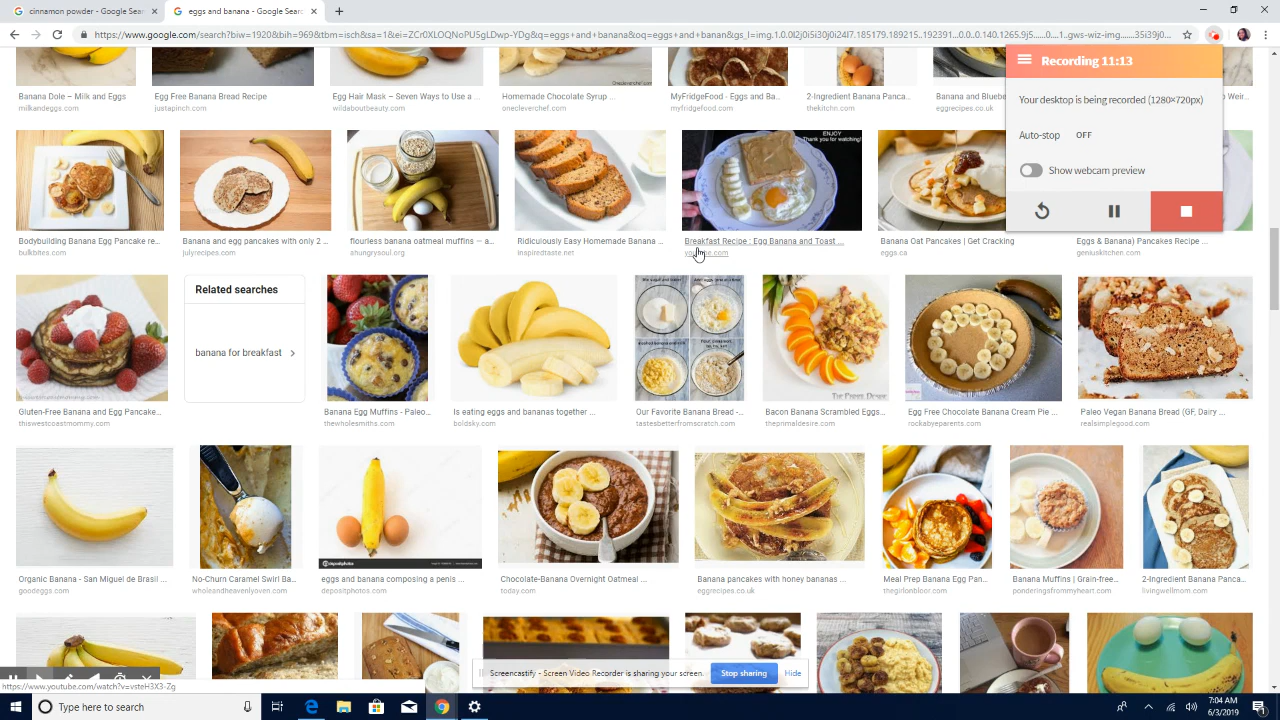 cinnamon powder - Google Search
eggs and banana - Google Search
https://www.google.com/search?biw=1920&bih=969&tbm=isch&sa=1&ei=ZCr0XLOQNoPU5gLDwp-YDg&q=eggs+and+banana&oq=eggs+and+banana&gs_l=img.1.0.0l2j0i5i30j0i24l7.185179.189215..192391...0.0..0.140.1265.9j5......0....1..gws-wiz-img.......35i39j0...
Recording 11:13
Your desktop is being recorded (1280×720px)
Auto-stop OFF
Show webcam preview
Banana Dole – Milk and Eggs
milkandeggs.com
Egg Free Banana Bread Recipe
justapinch.com
Egg Hair Mask – Seven Ways to Use a ...
wildaboutbeauty.com
Onecleverchef.com
Homemade Chocolate Syrup ...
onecleverchef.com
MyFridgeFood - Eggs and Ba...
myfridgefood.com
2-Ingredient Banana Panca...
thekitchn.com
Banana and Bluebe
eggrecipes.co.uk
Weir...
ENJOY
Thank you for watching!
Bodybuilding Banana Egg Pancake re...
bulkbites.com
Banana and egg pancakes with only 2 ...
julyrecipes.com
flourless banana oatmeal muffins — a...
ahungrysoul.org
Ridiculously Easy Homemade Banana ...
inspiredtaste.net
Breakfast Recipe : Egg Banana and Toast ...
youtube.com
Banana Oat Pancakes | Get Cracking
eggs.ca
Eggs & Banana) Pancakes Recipe ...
geniuskitchen.com
Related searches
banana for breakfast
The Primal Desire
Gluten-Free Banana and Egg Pancake...
thiswestcoastmommy.com
Banana Egg Muffins - Paleo...
thewholesmiths.com
Is eating eggs and bananas together ...
boldsky.com
Our Favorite Banana Bread -...
tastesbetterfromscratch.com
Bacon Banana Scrambled Eggs...
theprimaldesire.com
Egg Free Chocolate Banana Cream Pie ...
rockabyeparents.com
Paleo Vegan Banana Bread (GF, Dairy ...
realsimplegood.com
depositphotos
Organic Banana - San Miguel de Brasil ...
goodeggs.com
No-Churn Caramel Swirl Ba...
wholeandheavenlyoven.com
eggs and banana composing a penis ...
depositphotos.com
Chocolate-Banana Overnight Oatmeal ...
today.com
Banana pancakes with honey bananas ...
eggrecipes.co.uk
Meal Prep Banana Egg Pan...
thegirlonbloor.com
Banana Muffins | Grain-free...
ponderingsfrommyheart.com
2-Ingredient Banana Panca...
livingwellmom.com
Screencastify - Screen Video Recorder is sharing your screen.
Stop sharing
Hide
https://www.youtube.com/watch?v=vsteH3X3-Zg
Type here to search
7:04 AM
6/3/2019